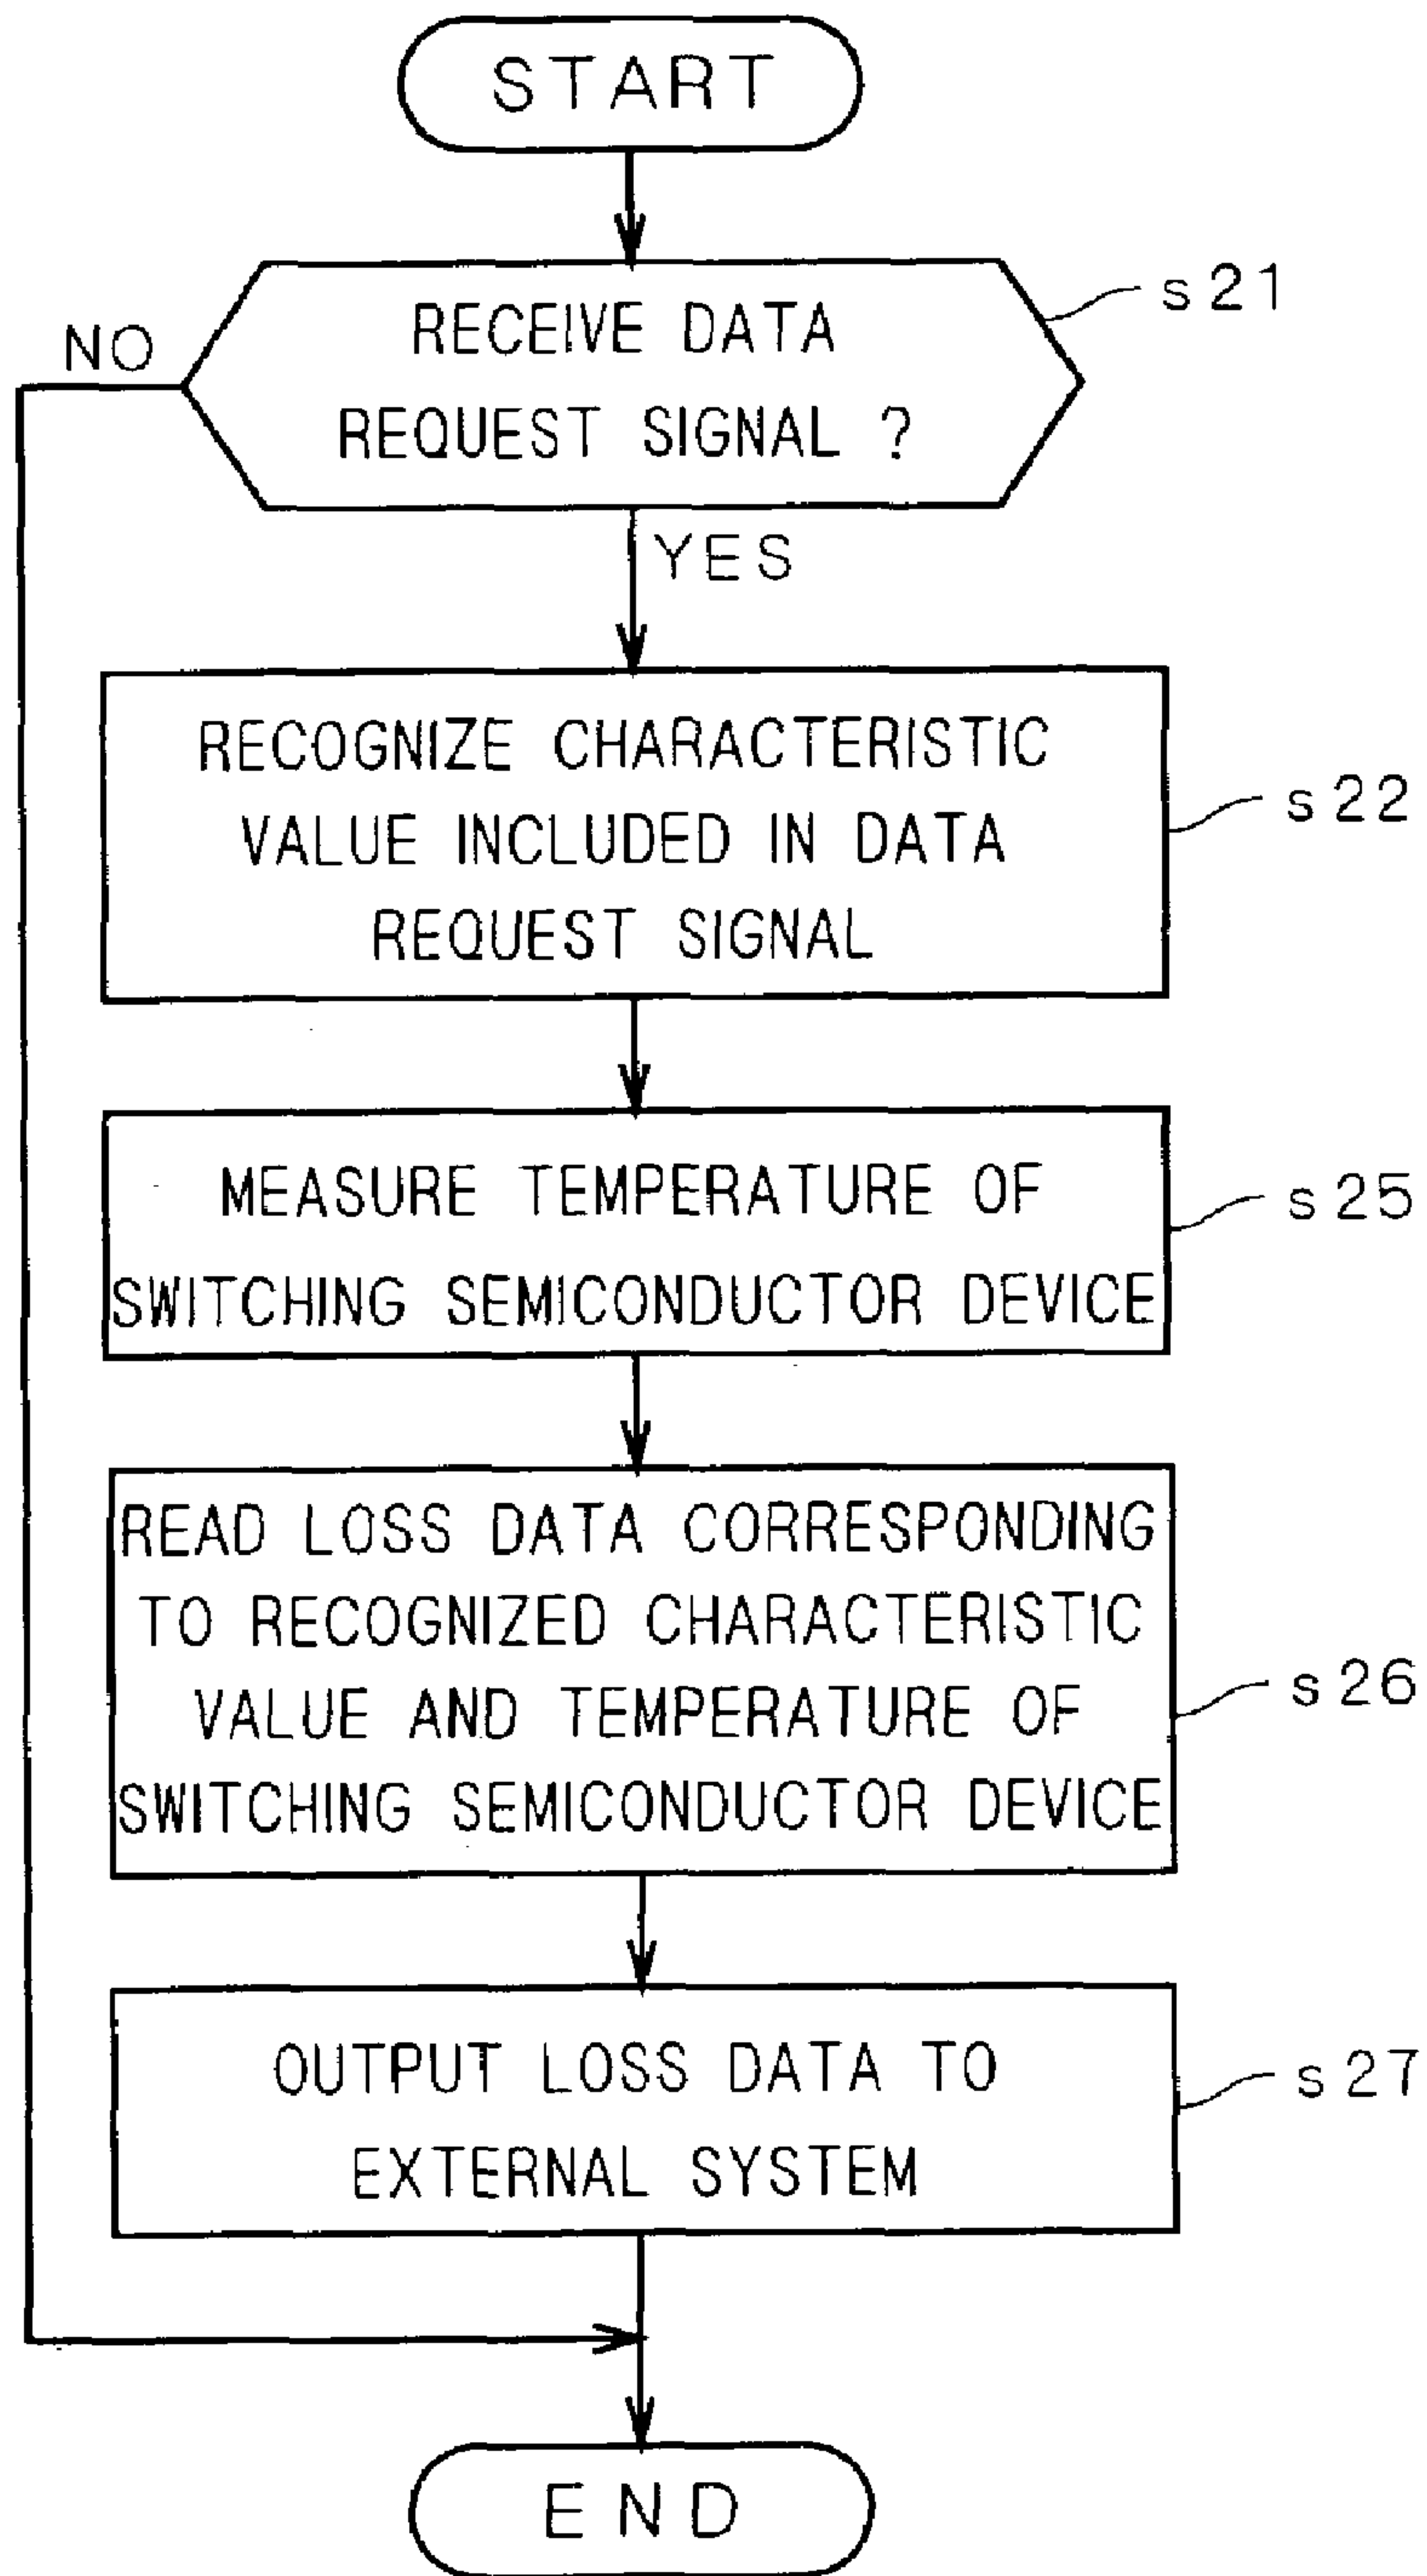 START
RECEIVE DATA
REQUEST SIGNAL ?
s21
NO
YES
RECOGNIZE CHARACTERISTIC
VALUE INCLUDED IN DATA
REQUEST SIGNAL
s22
MEASURE TEMPERATURE OF
SWITCHING SEMICONDUCTOR DEVICE
s25
READ LOSS DATA CORRESPONDING
TO RECOGNIZED CHARACTERISTIC
VALUE AND TEMPERATURE OF
SWITCHING SEMICONDUCTOR DEVICE
s26
OUTPUT LOSS DATA TO
EXTERNAL SYSTEM
s27
END